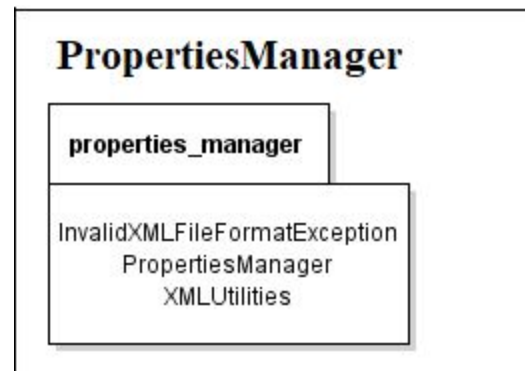 PropertiesManager
properties_manager
InvalidXMLFileFormatException
PropertiesManager
XMLUtilities